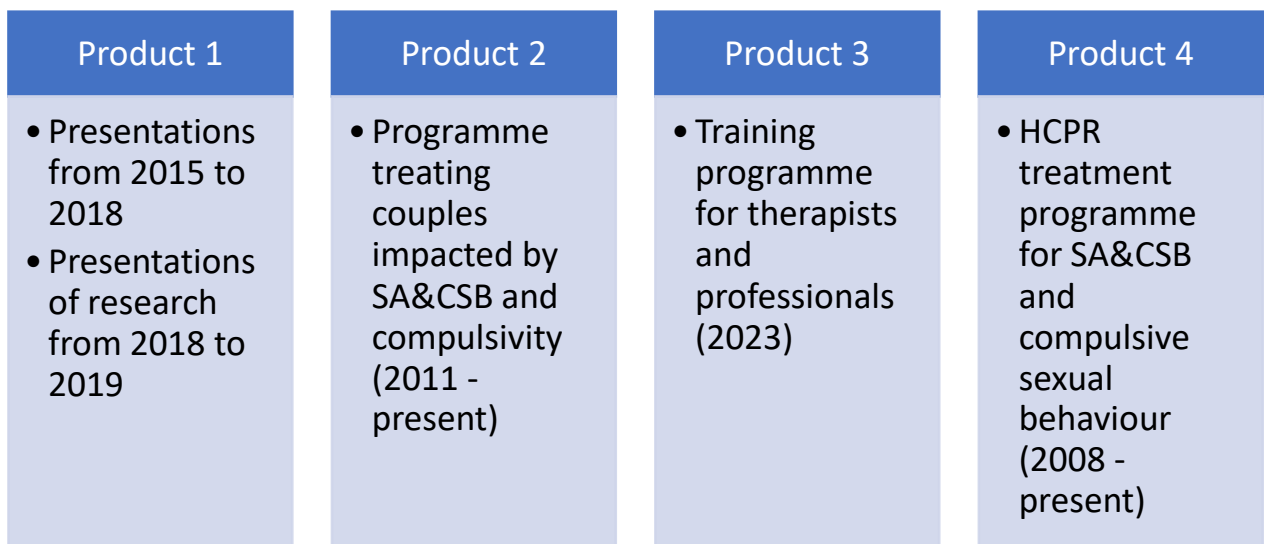 Product 1
• Presentations
from 2015 to
2018
• Presentations
of research
from 2018 to
2019
Product 2
• Programme
treating
couples
impacted by
SA&CSB and
compulsivity
(2011 -
present)
Product 3
• Training
programme
for therapists
and
professionals
(2023)
Product 4
• HCPR
treatment
programme
for SA&CSB
and
compulsive
sexual
behaviour
(2008 -
present)